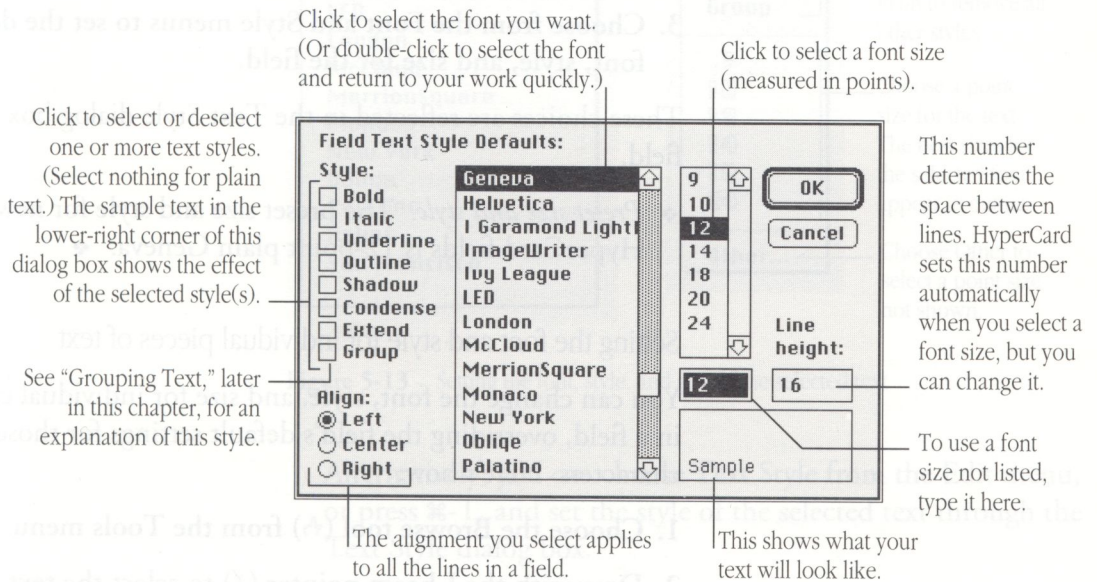 Click to select the font you want.
(Or double-click to select the font
and return to your work quickly.)
Click to select a font size
(measured in points).
Click to select or deselect
one or more text styles.
(Select nothing for plain
text.) The sample text in the
lower-right corner of this
dialog box shows the effect
of the selected style(s).
See “Grouping Text,” later
in this chapter, for an
explanation of this style.
Field Text Style Defaults:
Style:
Bold
Italic
Underline
Outline
Shadow
Condense
Extend
Group
Align:
Left
Center
Right
Geneva
Helvetica
I Garamond Light
ImageWriter
Ivy League
LED
London
McCloud
MerrionSquare
Monaco
New York
Oblique
Palatino
9
10
12
14
18
20
24
12
OK
Cancel
Line
height:
16
Sample
This number
determines the
space between
lines. HyperCard
sets this number
automatically
when you select a
font size, but you
can change it.
To use a font
size not listed,
type it here.
The alignment you select applies
to all the lines in a field.
This shows what your
text will look like.